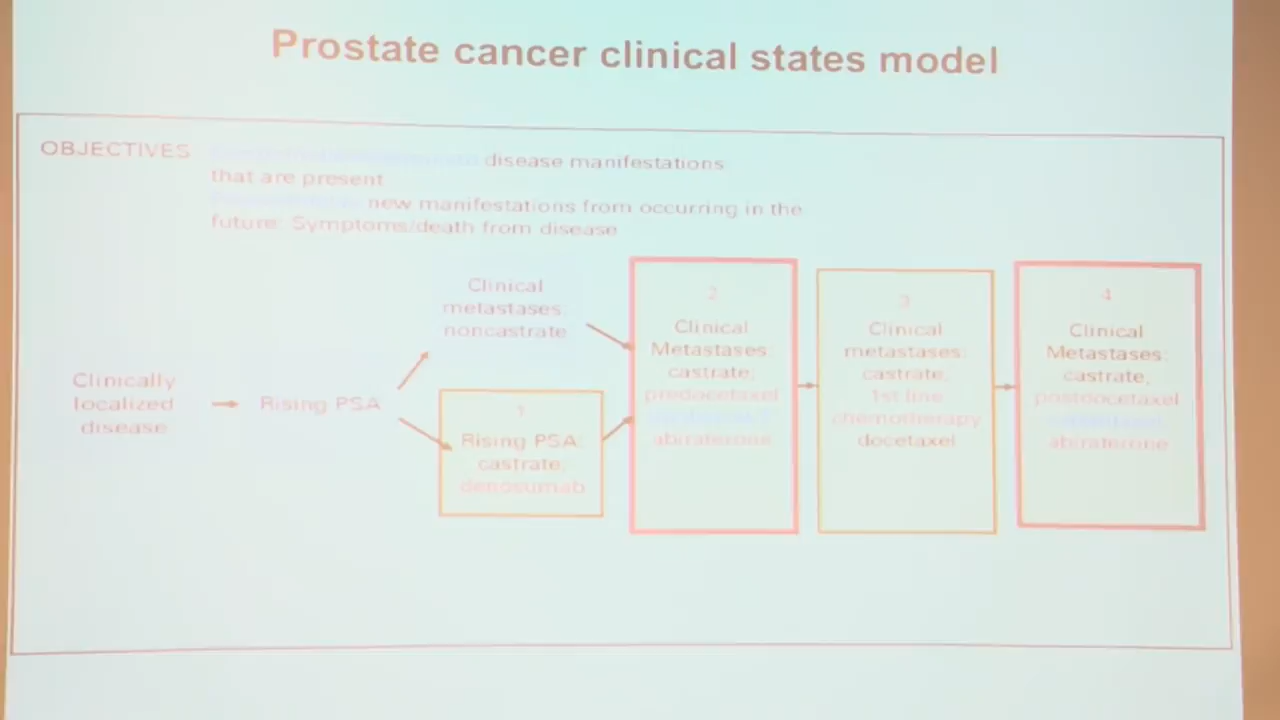 Prostate cancer clinical states model
OBJECTIVES
disease manifestations
that are present
new manifestations from occurring in the
future: Symptoms/death from disease
Clinically
localized
disease
Rising PSA
Clinical
metastases:
noncastrate
1
Rising PSA:
castrate;
denosumab
2
Clinical
Metastases:
castrate;
predocetaxel
abiraterone
3
Clinical
metastases:
castrate;
1st line
chemotherapy
docetaxel
4
Clinical
Metastases:
castrate;
postdocetaxel
abiraterone